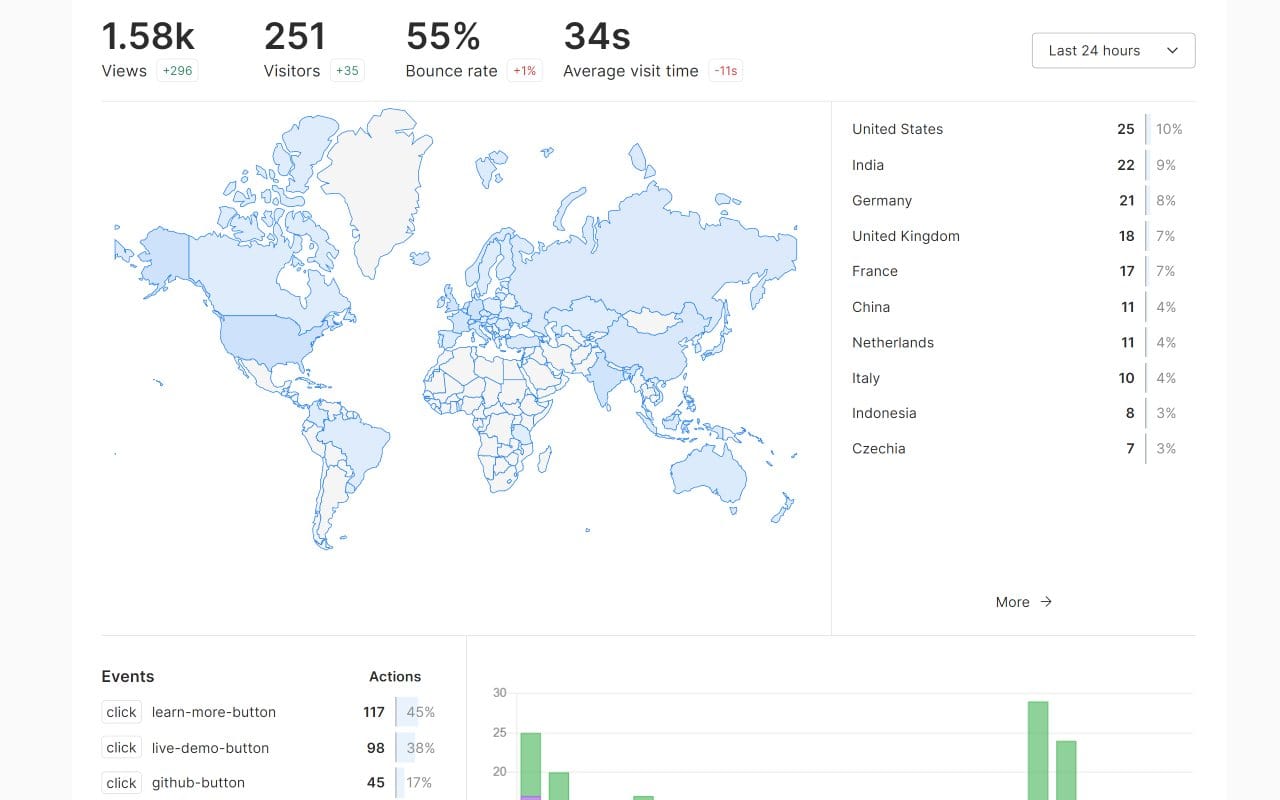 1.58k 251 55% 34s
Views +296 Visitors +35 Bounce rate +1% Average visit time -11s
Last 24 hours
United States 25 10%
India 22 9%
Germany 21 8%
United Kingdom 18 7%
France 17 7%
China 11 4%
Netherlands 11 4%
Italy 10 4%
Indonesia 8 3%
Czechia 7 3%
More →
Events Actions
click learn-more-button 117 45%
click live-demo-button 98 38%
click github-button 45 17%
30
25
20